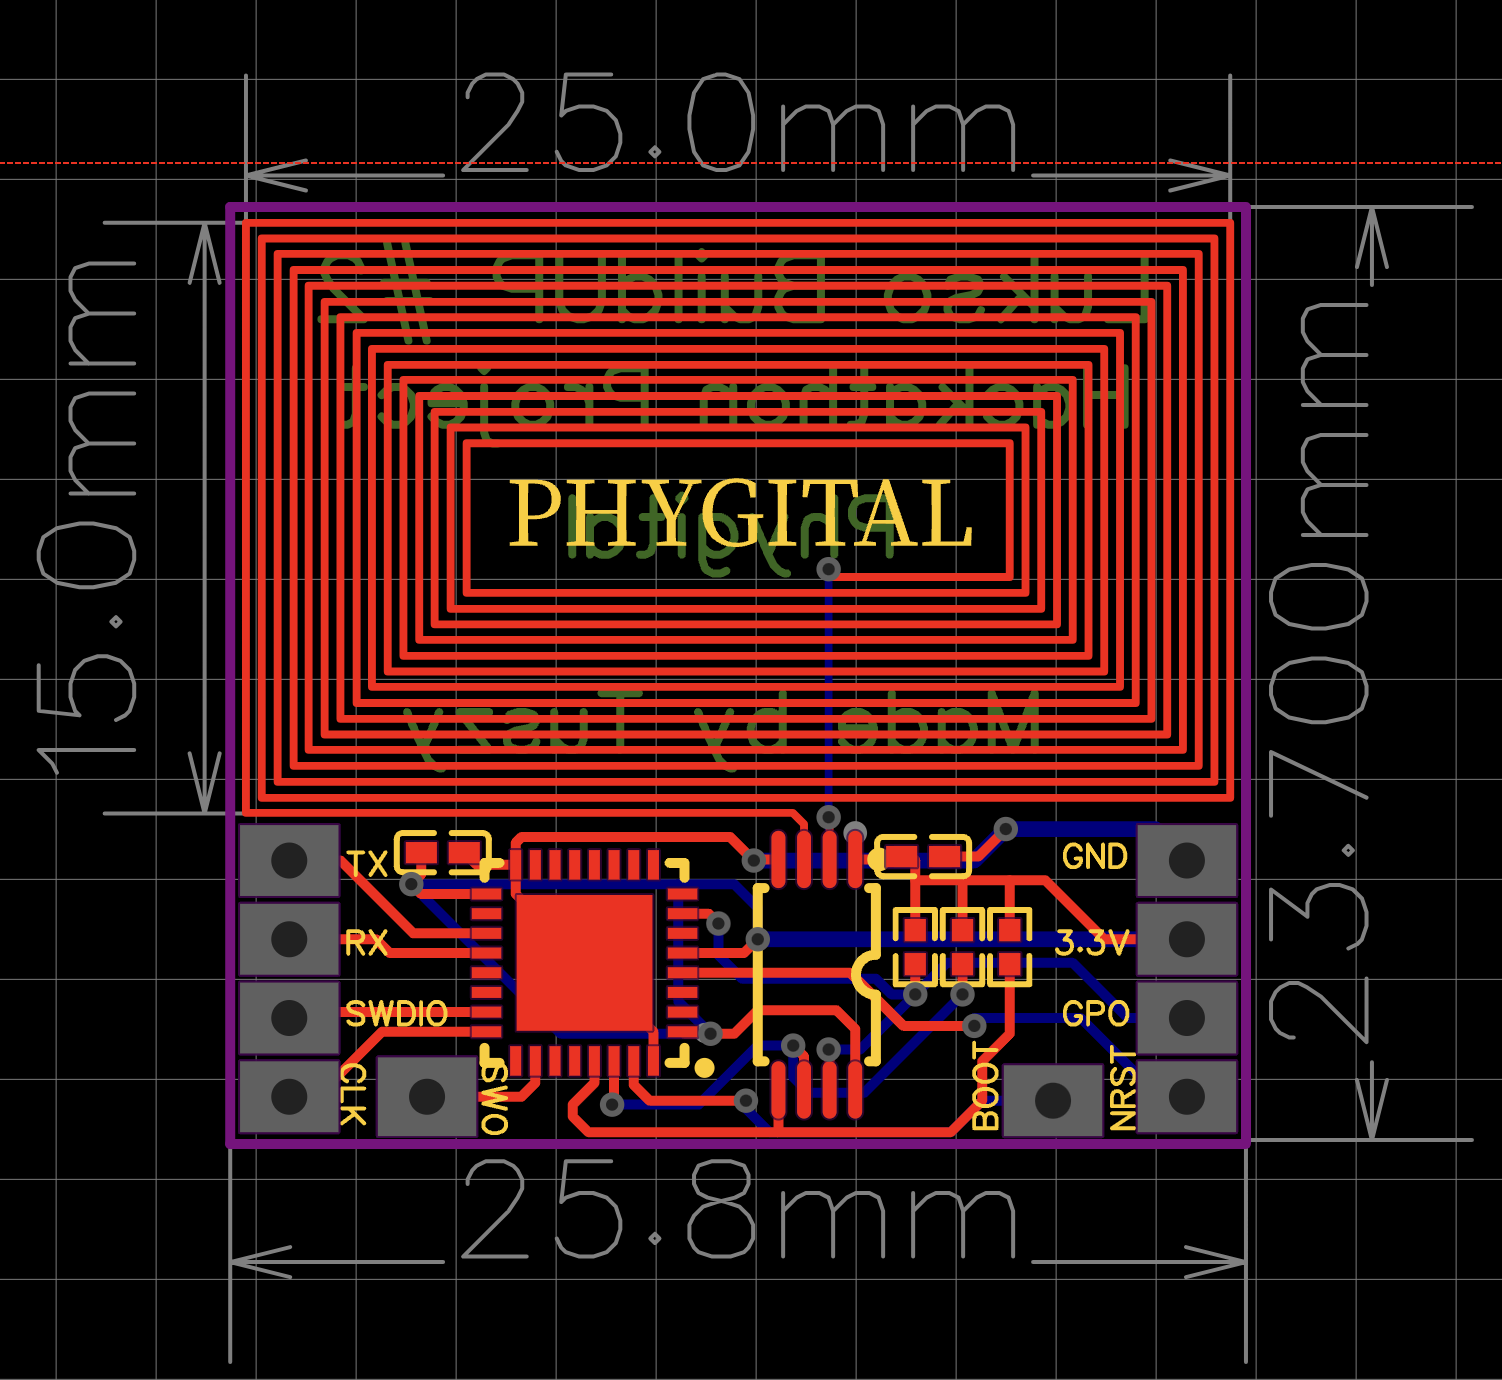 25.0mm
15.0mm
23.700mm
25.8mm
Lukso BuildUP #2
Hackathon Project
PHYGITAL
Phygital
Made by Tuszy
TX
RX
SWDIO
CLK
SWO
GND
3.3V
GPO
NRST
BOOT